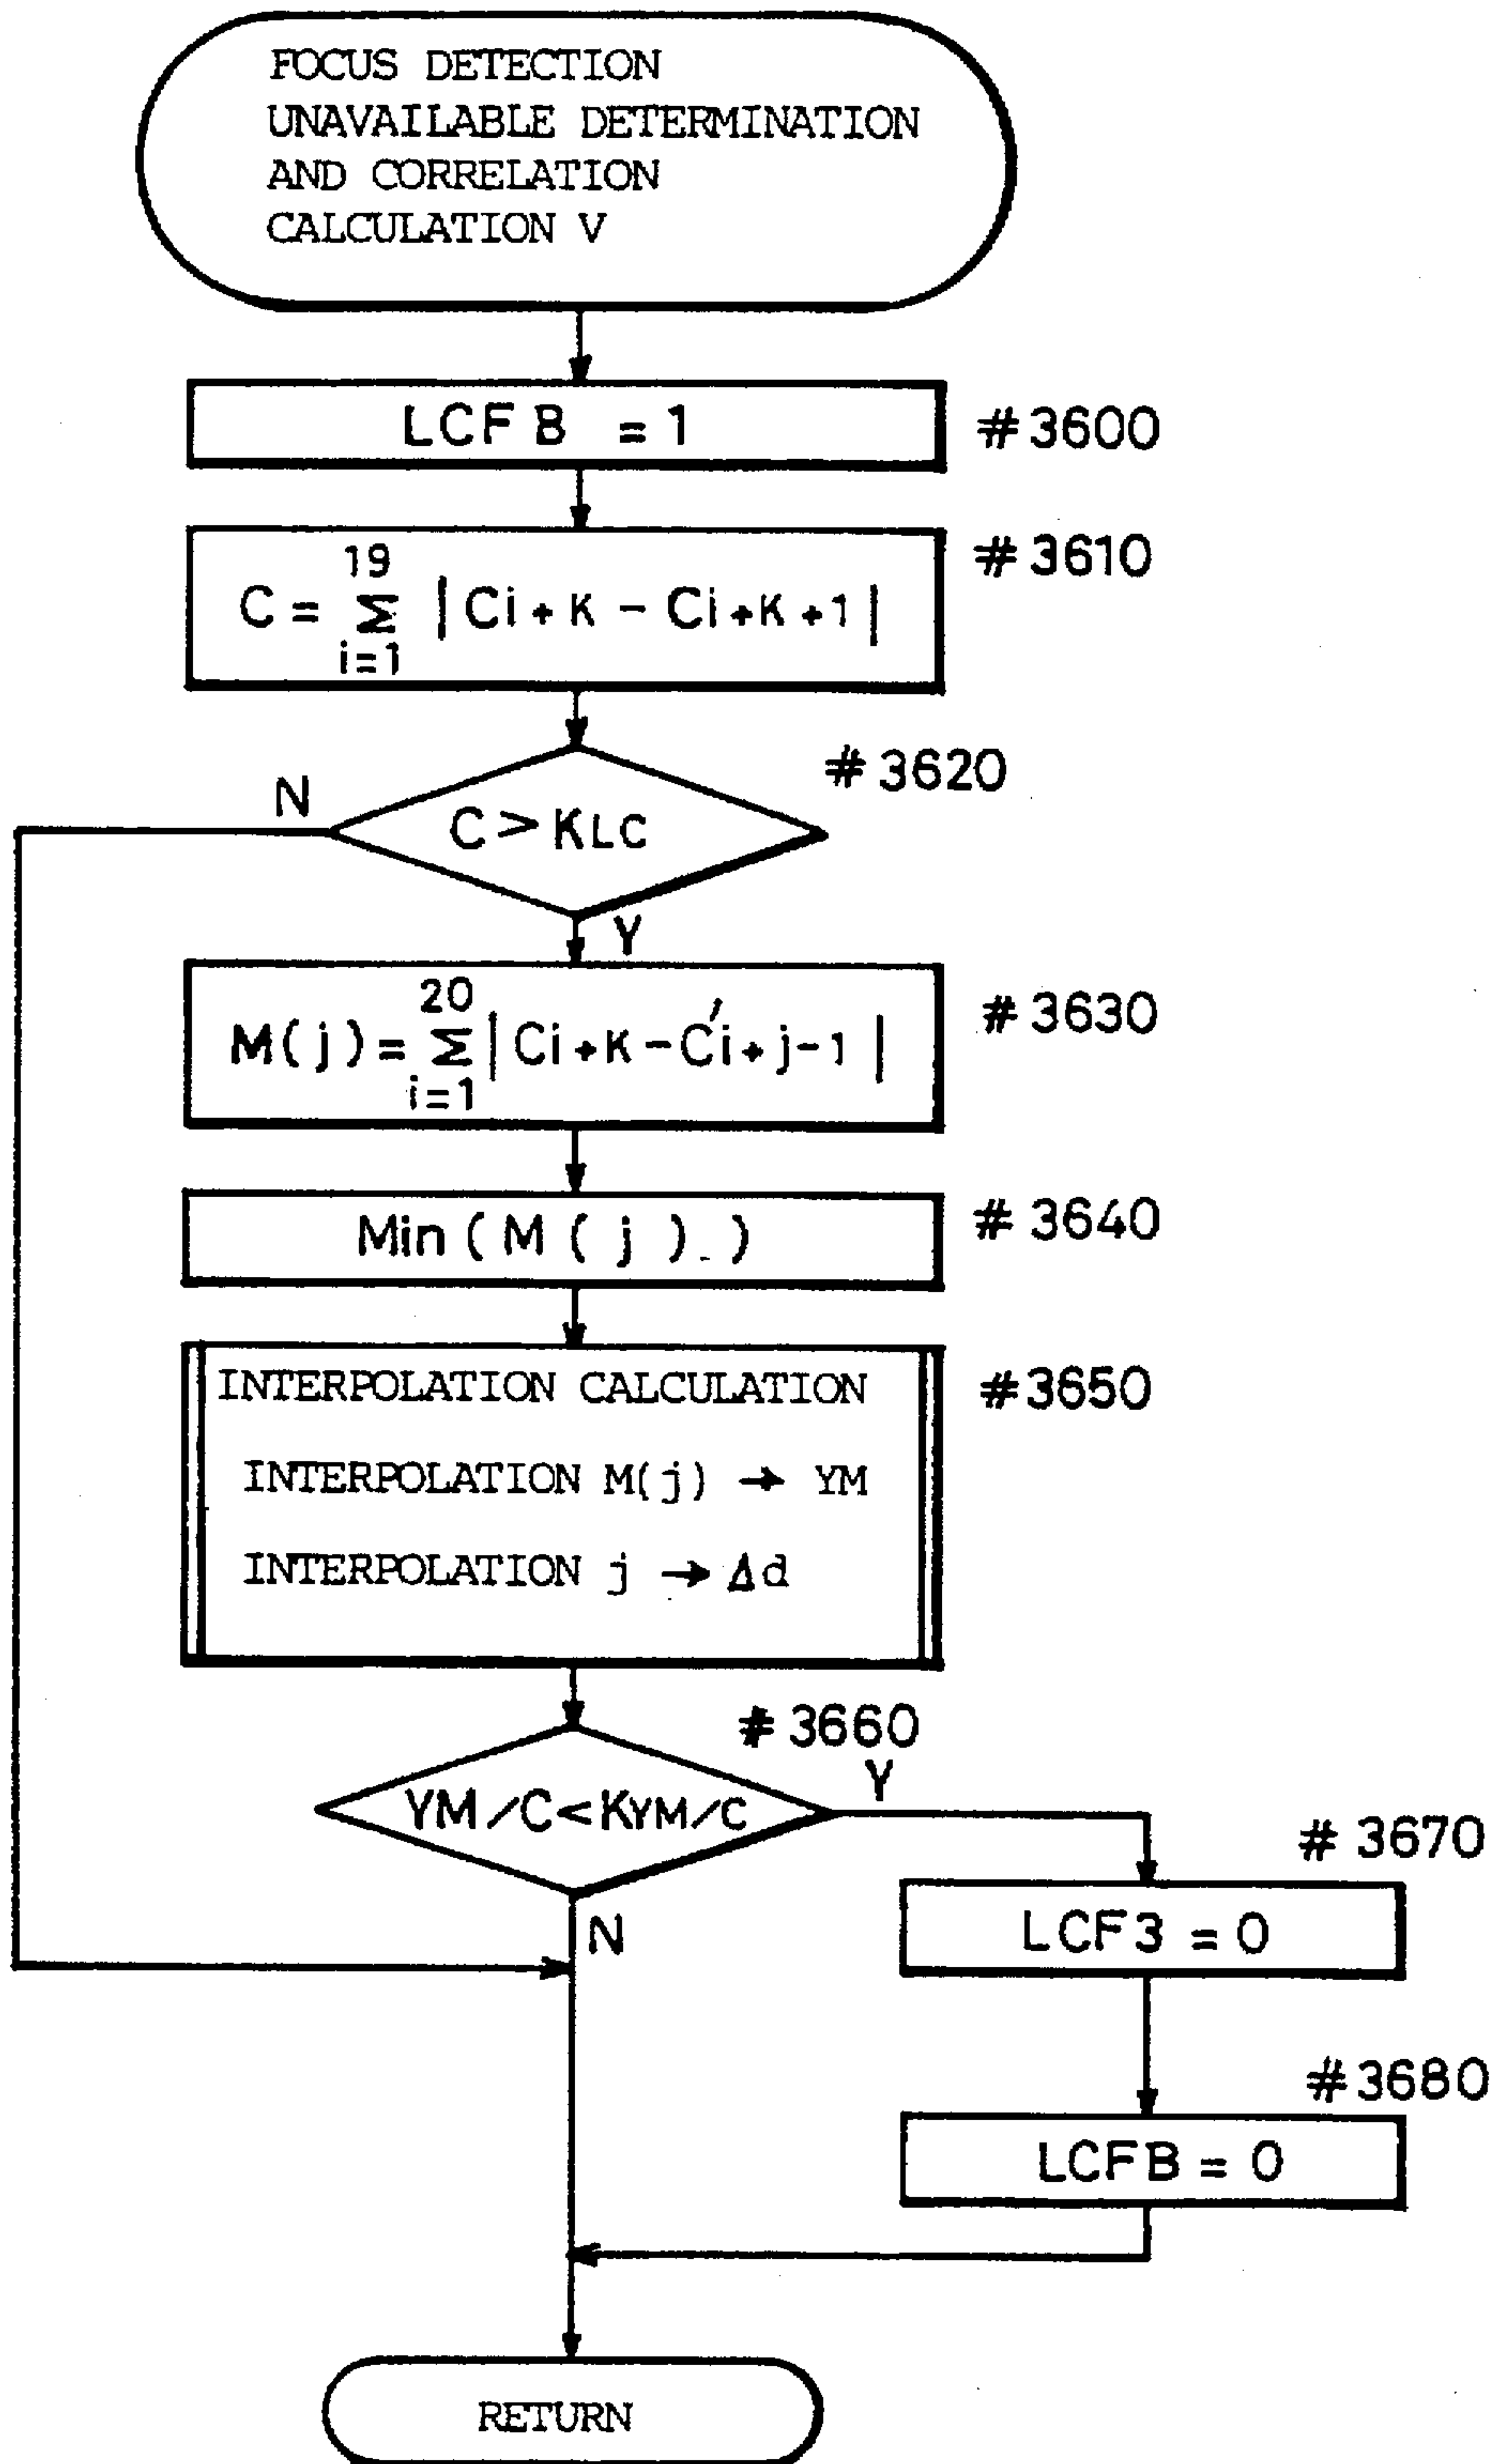 FOCUS DETECTION
UNAVAILABLE DETERMINATION
AND CORRELATION
CALCULATION V
LCFB = 1
#3600
19
C = Σ |Ci+K - Ci+K+1|
i=1
#3610
#3620
N
C > KLC
Y
20
M(j) = Σ |Ci+K - C'i+j-1|
i=1
#3630
Min(M(j))
#3640
INTERPOLATION CALCULATION
#3650
INTERPOLATION M(j) → YM
INTERPOLATION j → Δd
#3660
YM/C < KYM/C
Y
N
#3670
LCF3 = 0
#3680
LCFB = 0
RETURN